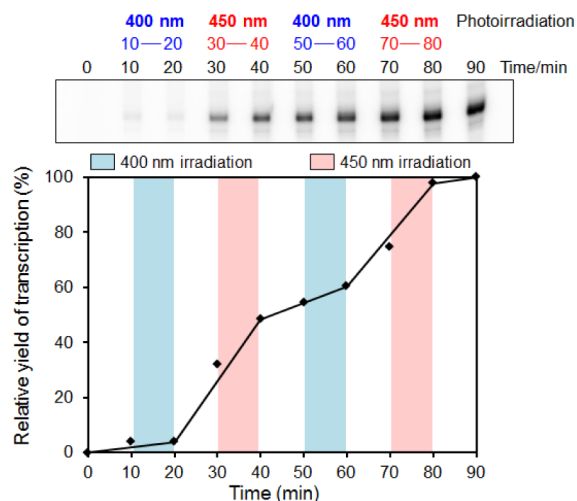 400 nm 450 nm 400 nm 450 nm Photoirradiation
10—20 30—40 50—60 70—80
0 10 20 30 40 50 60 70 80 90 Time/min
400 nm irradiation 450 nm irradiation
Relative yield of transcription (%)
100
80
60
40
20
0
0 10 20 30 40 50 60 70 80 90
Time (min)